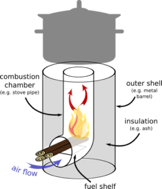 combustion
chamber
(e.g. stove pipe)
outer shell
(e.g. metal
barrel)
insulation
(e.g. ash)
air flow
fuel shelf